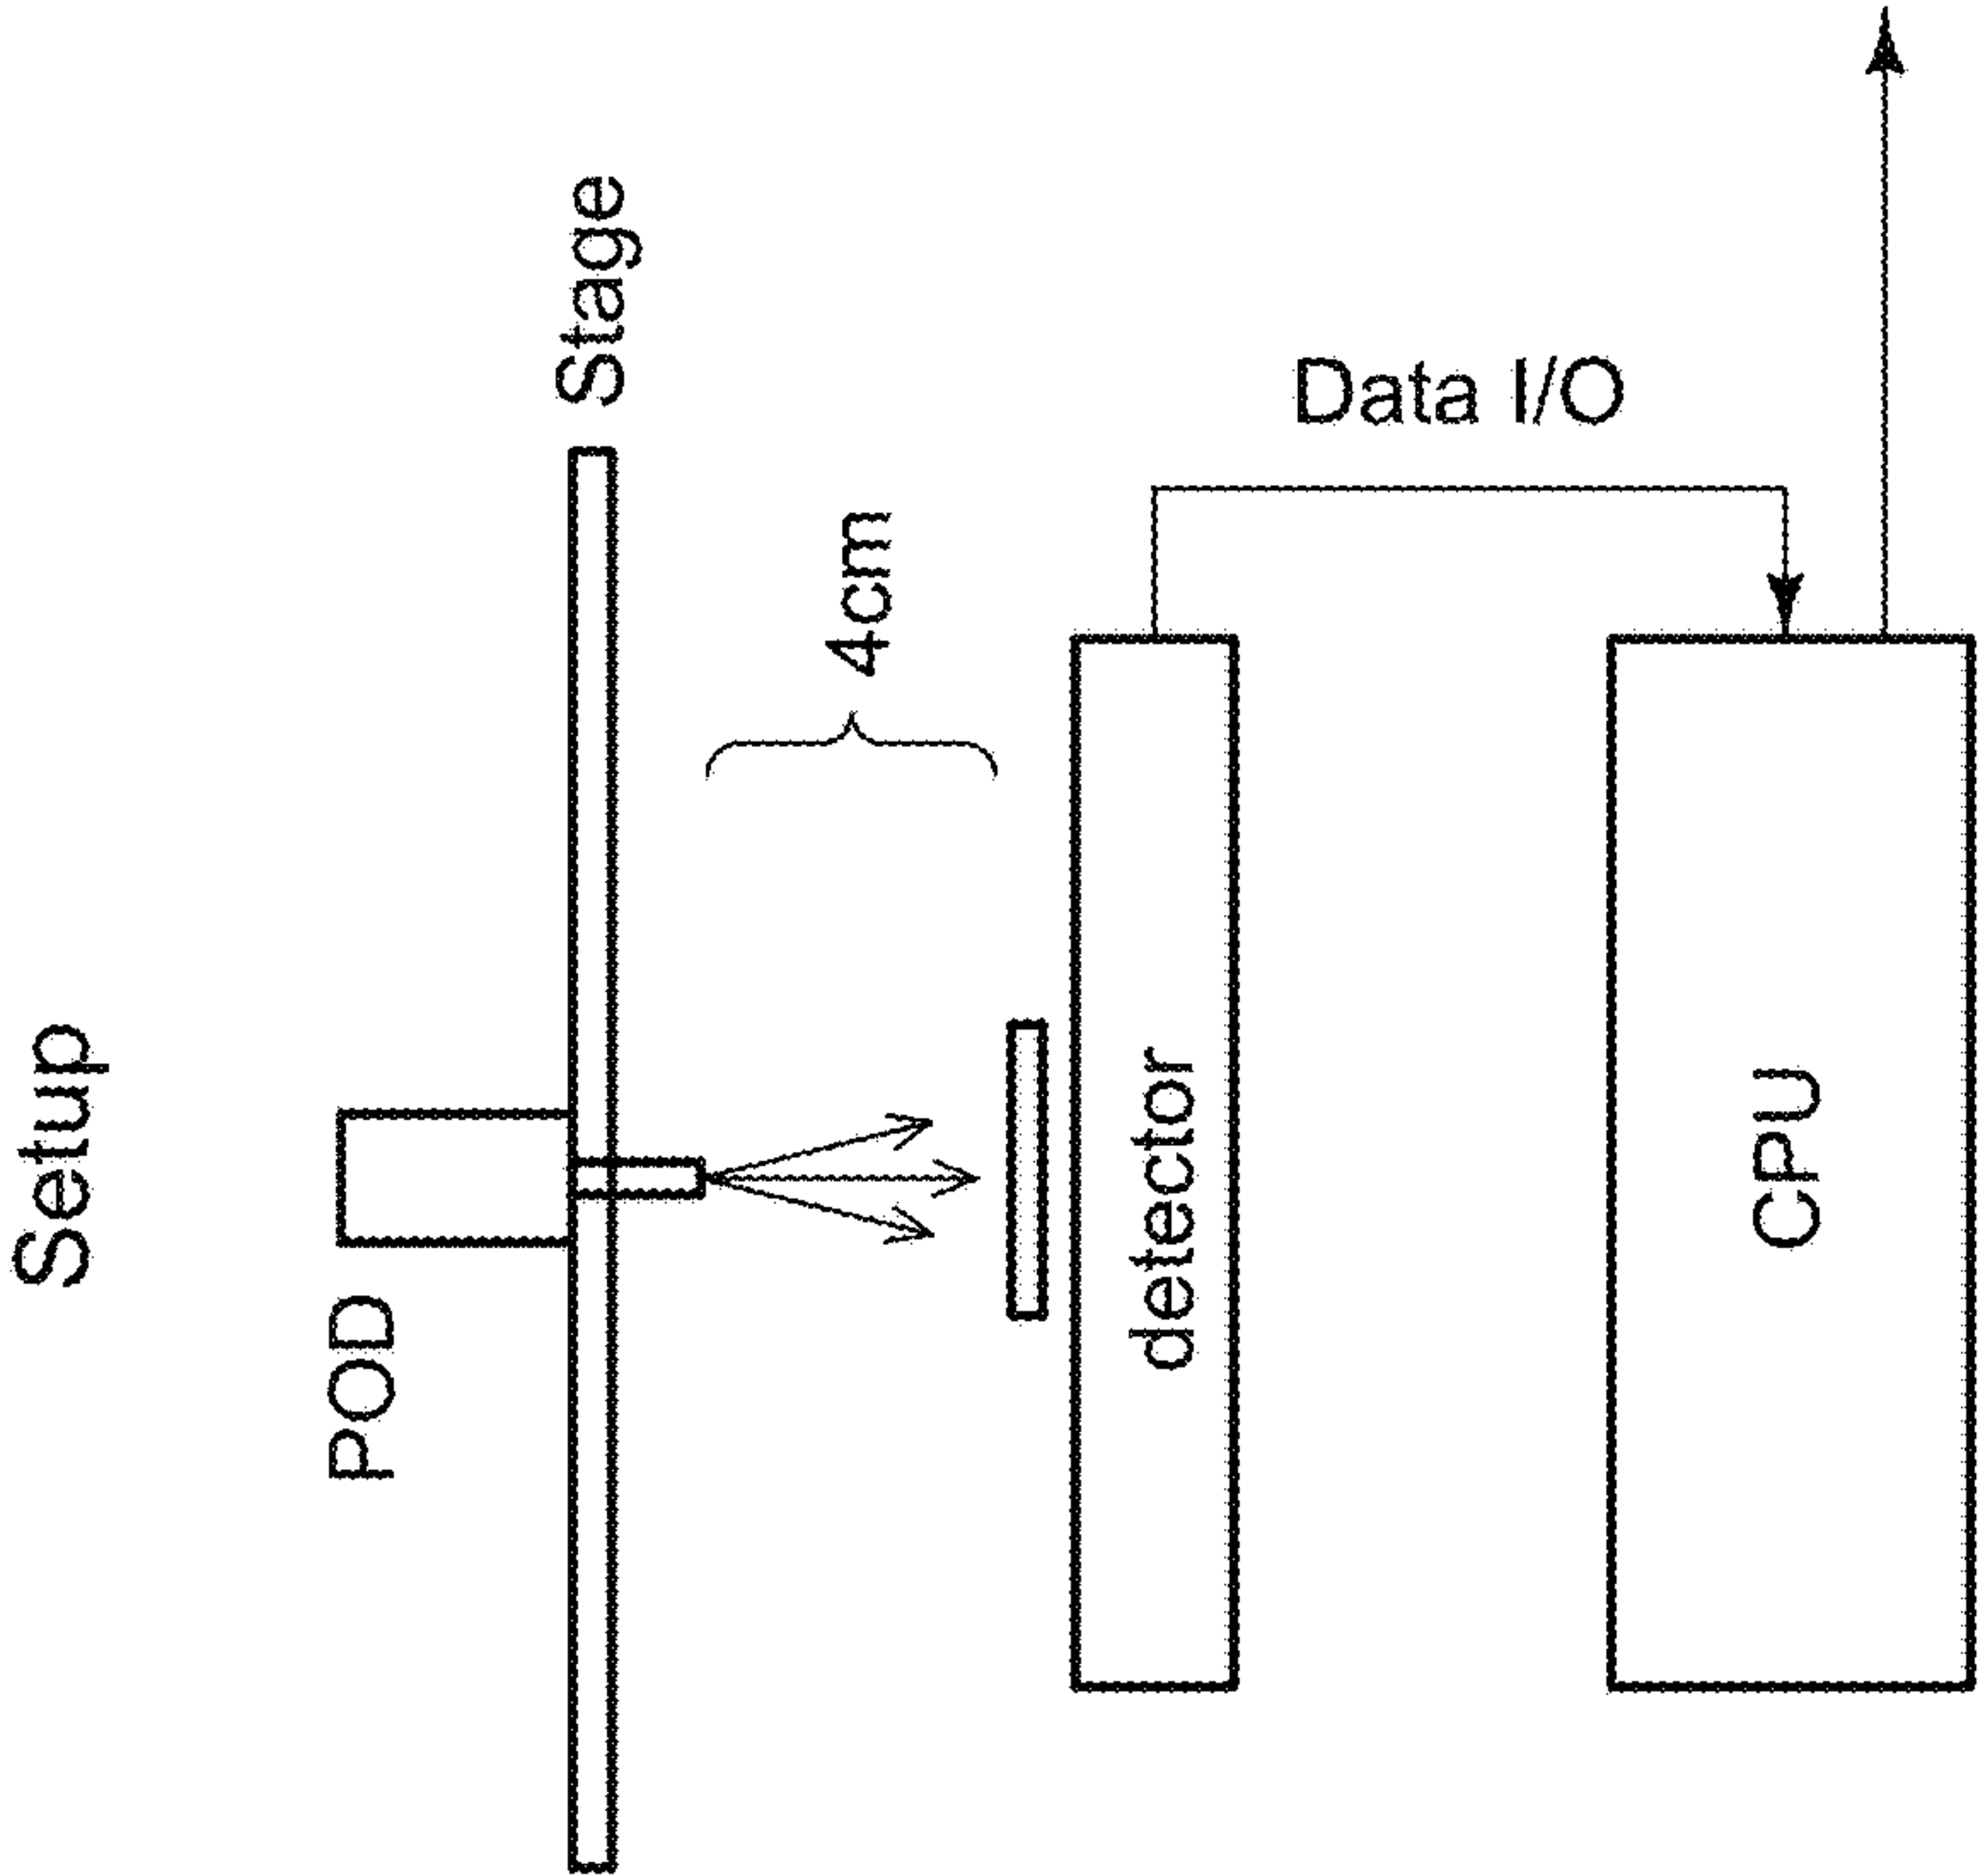 Setup
POD
Stage
4cm
detector
Data I/O
CPU